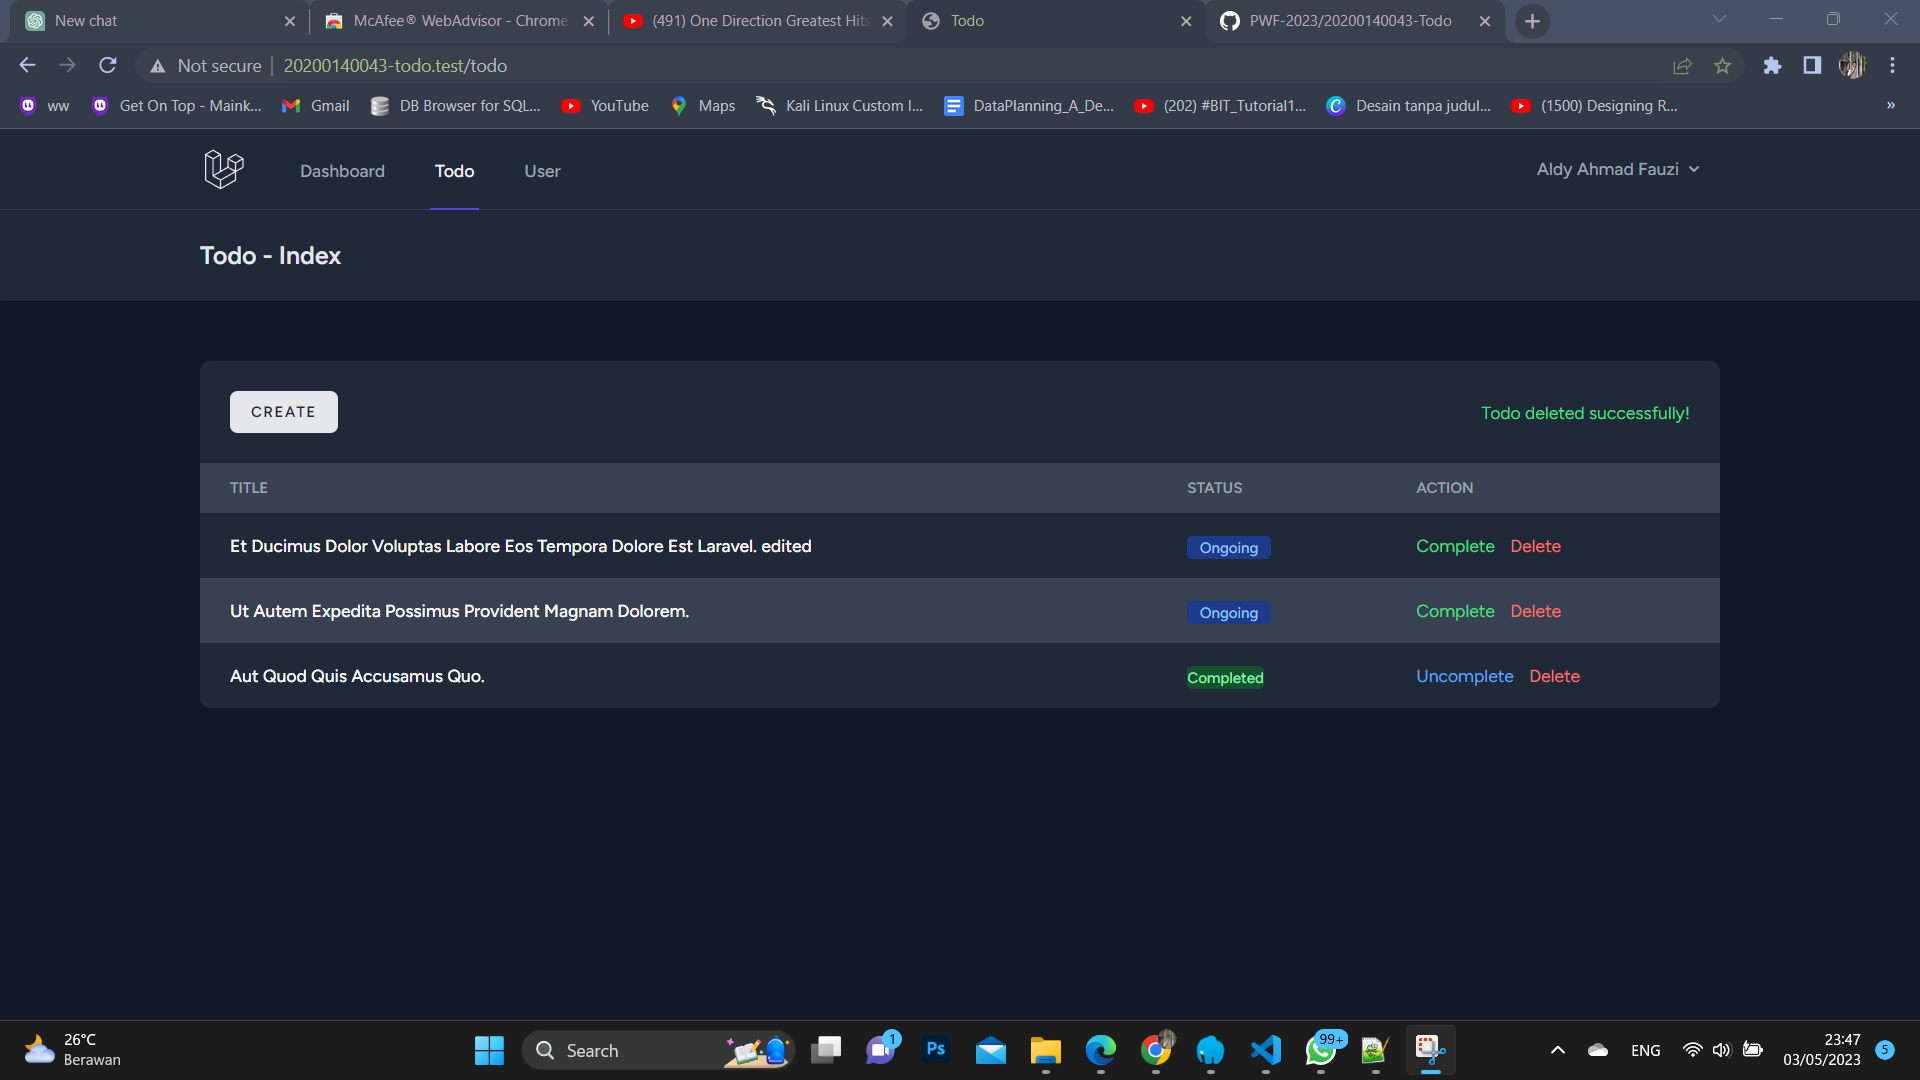 New chat
McAfee® WebAdvisor - Chrome
(491) One Direction Greatest Hits
Todo
PWF-2023/20200140043-Todo
Not secure | 20200140043-todo.test/todo
ww
Get On Top - Maink...
Gmail
DB Browser for SQL...
YouTube
Maps
Kali Linux Custom I...
DataPlanning_A_De...
(202) #BIT_Tutorial1...
Desain tanpa judul...
(1500) Designing R...
»
Dashboard
Todo
User
Aldy Ahmad Fauzi
Todo - Index
CREATE
Todo deleted successfully!
TITLE STATUS ACTION
Et Ducimus Dolor Voluptas Labore Eos Tempora Dolore Est Laravel. edited Ongoing Complete Delete
Ut Autem Expedita Possimus Provident Magnam Dolorem. Ongoing Complete Delete
Aut Quod Quis Accusamus Quo. Completed Uncomplete Delete
26°C
Berawan
Search
1
Ps
99+
ENG
23:47
03/05/2023
5